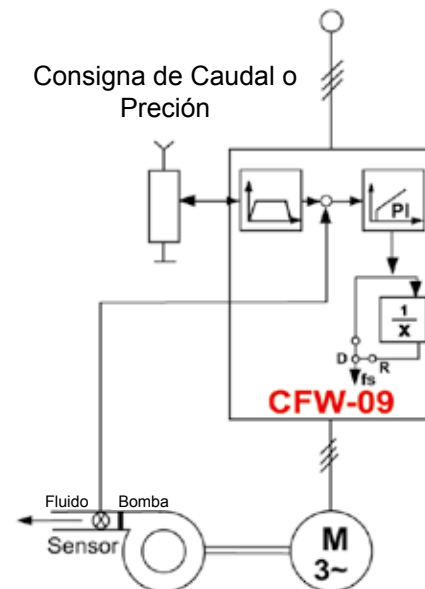 Consigna de Caudal o
Preción
PI
1
X
D
R
fs
CFW-09
Fluido
Bomba
Sensor
M
3~